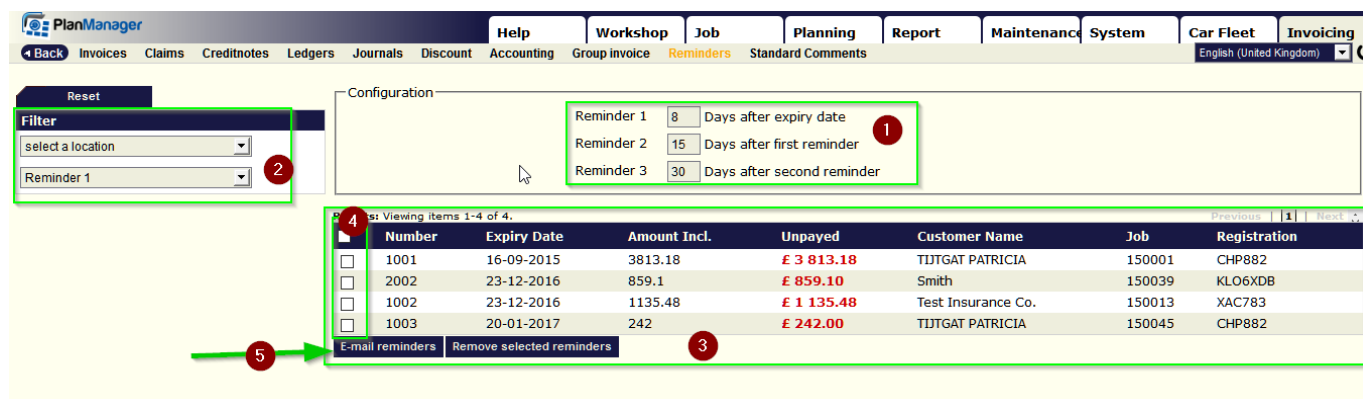 PlanManager
Help Workshop Job Planning Report Maintenance System Car Fleet Invoicing
Back Invoices Claims Creditnotes Ledgers Journals Discount Accounting Group invoice Reminders Standard Comments English (United Kingdom)
Reset
Filter
select a location
Reminder 1
2
Configuration
Reminder 1 8 Days after expiry date
1
Reminder 2 15 Days after first reminder
Reminder 3 30 Days after second reminder
4
Viewing items 1-4 of 4. Previous | 1 | Next
Number Expiry Date Amount Incl. Unpayed Customer Name Job Registration
1001 16-09-2015 3813.18 £ 3 813.18 TIJTGAT PATRICIA 150001 CHP882
2002 23-12-2016 859.1 £ 859.10 Smith 150039 KLO6XDB
1002 23-12-2016 1135.48 £ 1 135.48 Test Insurance Co. 150013 XAC783
1003 20-01-2017 242 £ 242.00 TIJTGAT PATRICIA 150045 CHP882
E-mail reminders Remove selected reminders
3
5